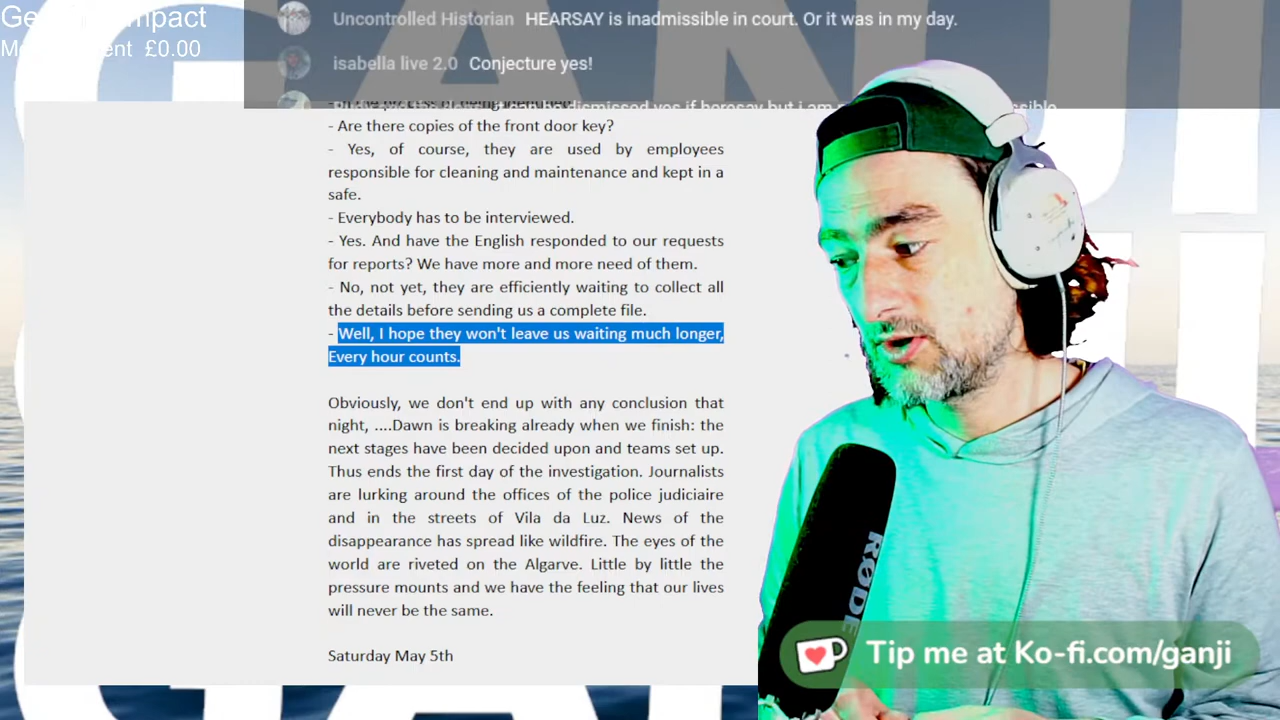 Uncontrolled Historian HEARSAY is inadmissible in court. Or it was in my day.
£0.00
isabella live 2.0 Conjecture yes!
- Are there copies of the front door key?
- Yes, of course, they are used by employees
responsible for cleaning and maintenance and kept in a
safe.
- Everybody has to be interviewed.
- Yes. And have the English responded to our requests
for reports? We have more and more need of them.
- No, not yet, they are efficiently waiting to collect all
the details before sending us a complete file.
- Well, I hope they won't leave us waiting much longer,
Every hour counts.
Obviously, we don't end up with any conclusion that
night, ....Dawn is breaking already when we finish: the
next stages have been decided upon and teams set up.
Thus ends the first day of the investigation. Journalists
are lurking around the offices of the police judiciaire
and in the streets of Vila da Luz. News of the
disappearance has spread like wildfire. The eyes of the
world are riveted on the Algarve. Little by little the
pressure mounts and we have the feeling that our lives
will never be the same.
Saturday May 5th
RØDE
Tip me at Ko-fi.com/ganji